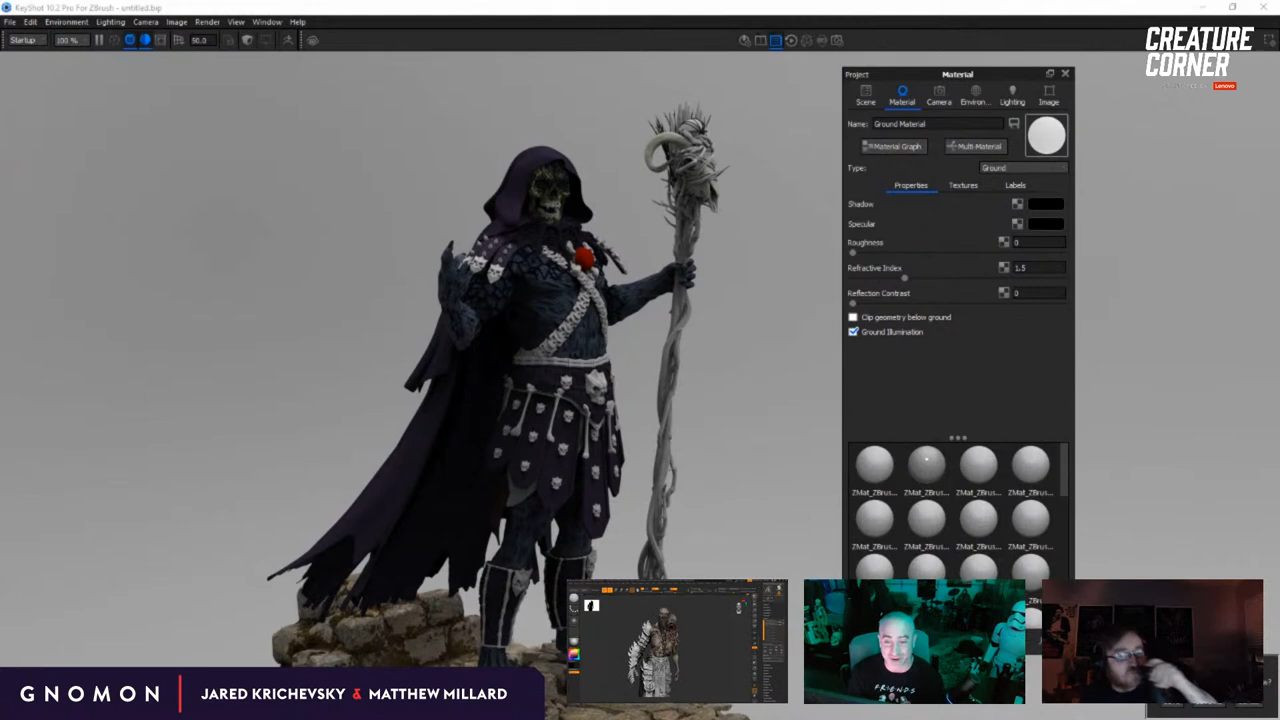 KeyShot 10.2 Pro For ZBrush - untitled.bip
File Edit Environment Lighting Camera Image Render View Window Help
Startup 100 % 50.0
CREATURE
CORNER
Lenovo
Project Material
Scene Material Camera Environ... Lighting Image
Name: Ground Material
Material Graph Multi-Material
Type: Ground
Properties Textures Labels
Shadow
Specular
Roughness 0
Refractive Index 1.5
Reflection Contrast 0
Clip geometry below ground
Ground Illumination
ZMat_ZBrus... ZMat_ZBrus... ZMat_ZBrus... ZMat_ZBrus...
ZMat_ZBrus... ZMat_ZBrus... ZMat_ZBrus... ZMat_ZBrus...
FRIENDS
GNOMON JARED KRICHEVSKY & MATTHEW MILLARD